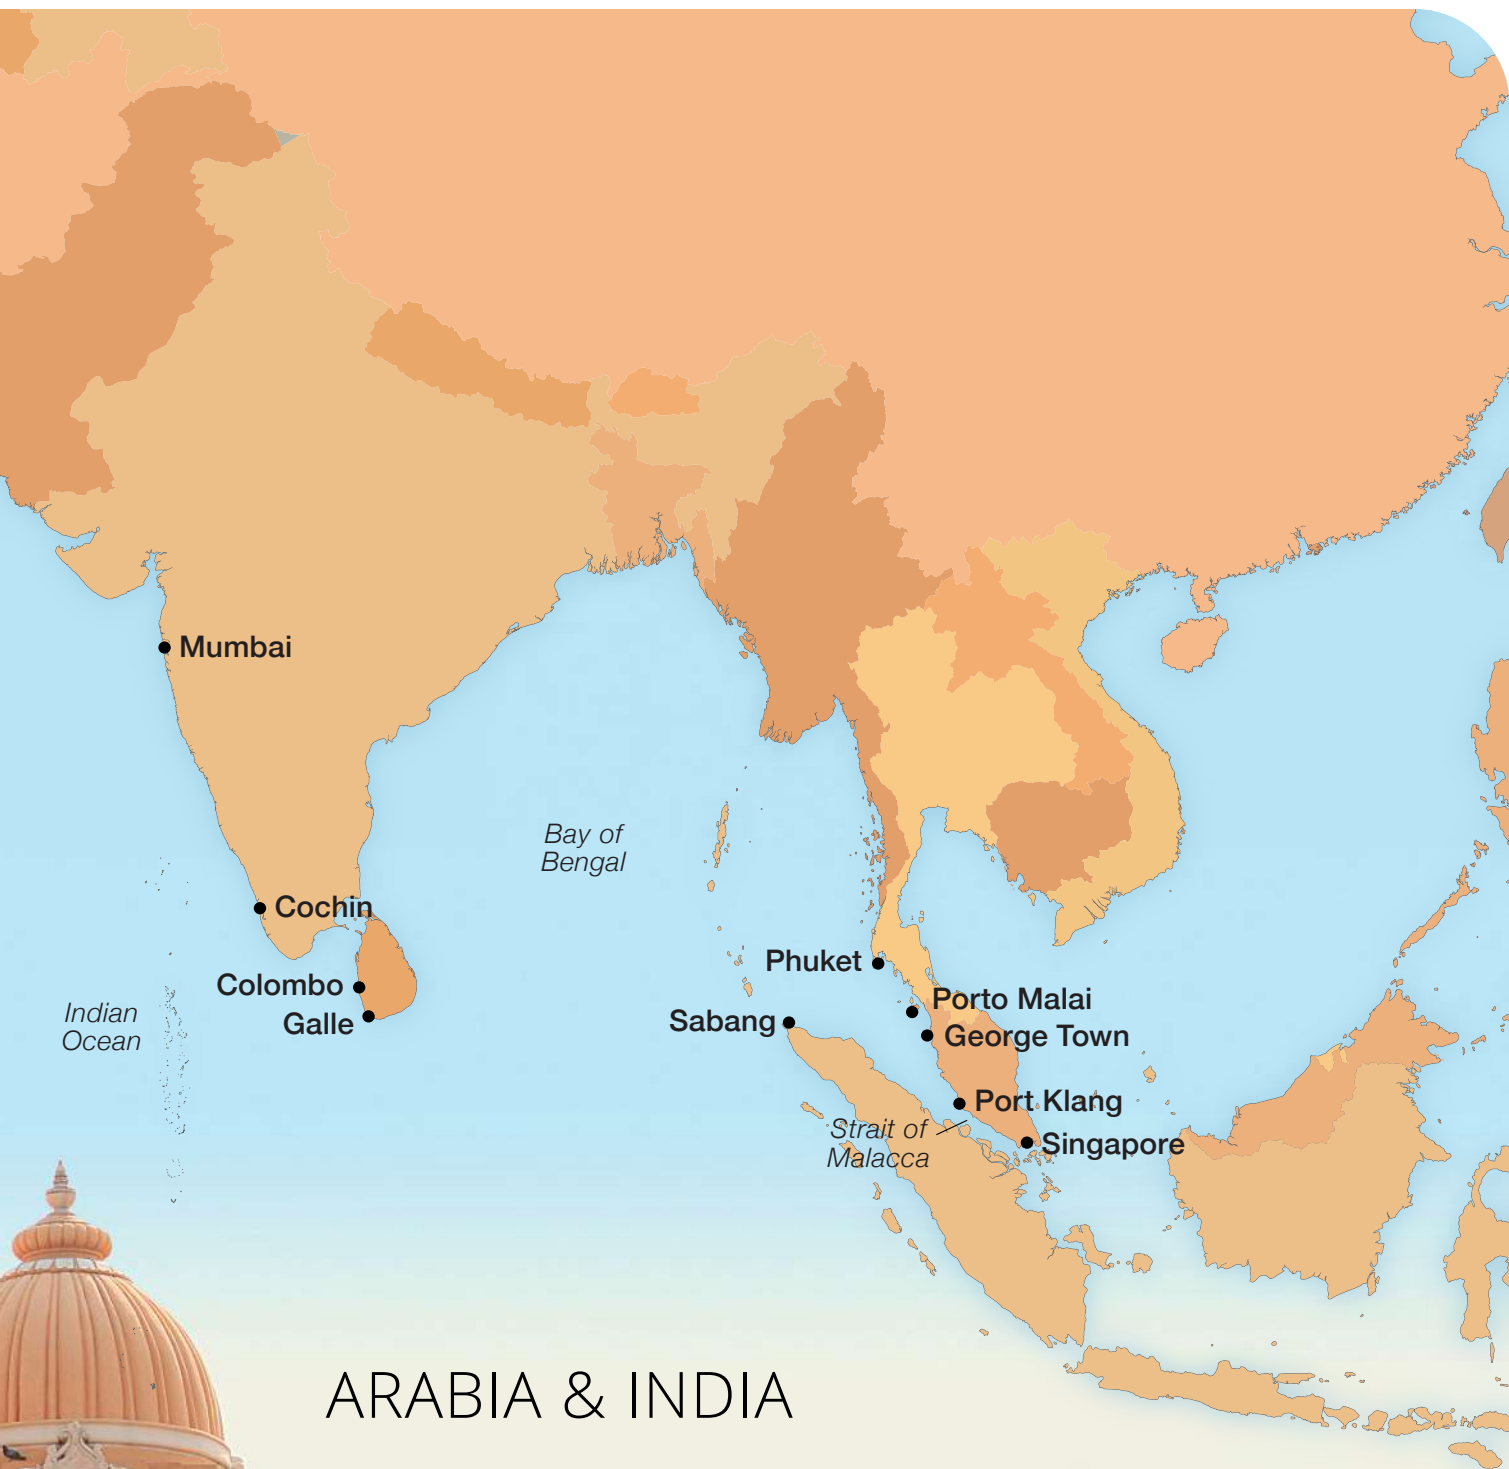 Mumbai
Bay of
Bengal
Cochin
Phuket
Colombo
Porto Malai
Indian
Ocean
Galle
Sabang
George Town
Port Klang
Strait of
Malacca
Singapore
ARABIA & INDIA